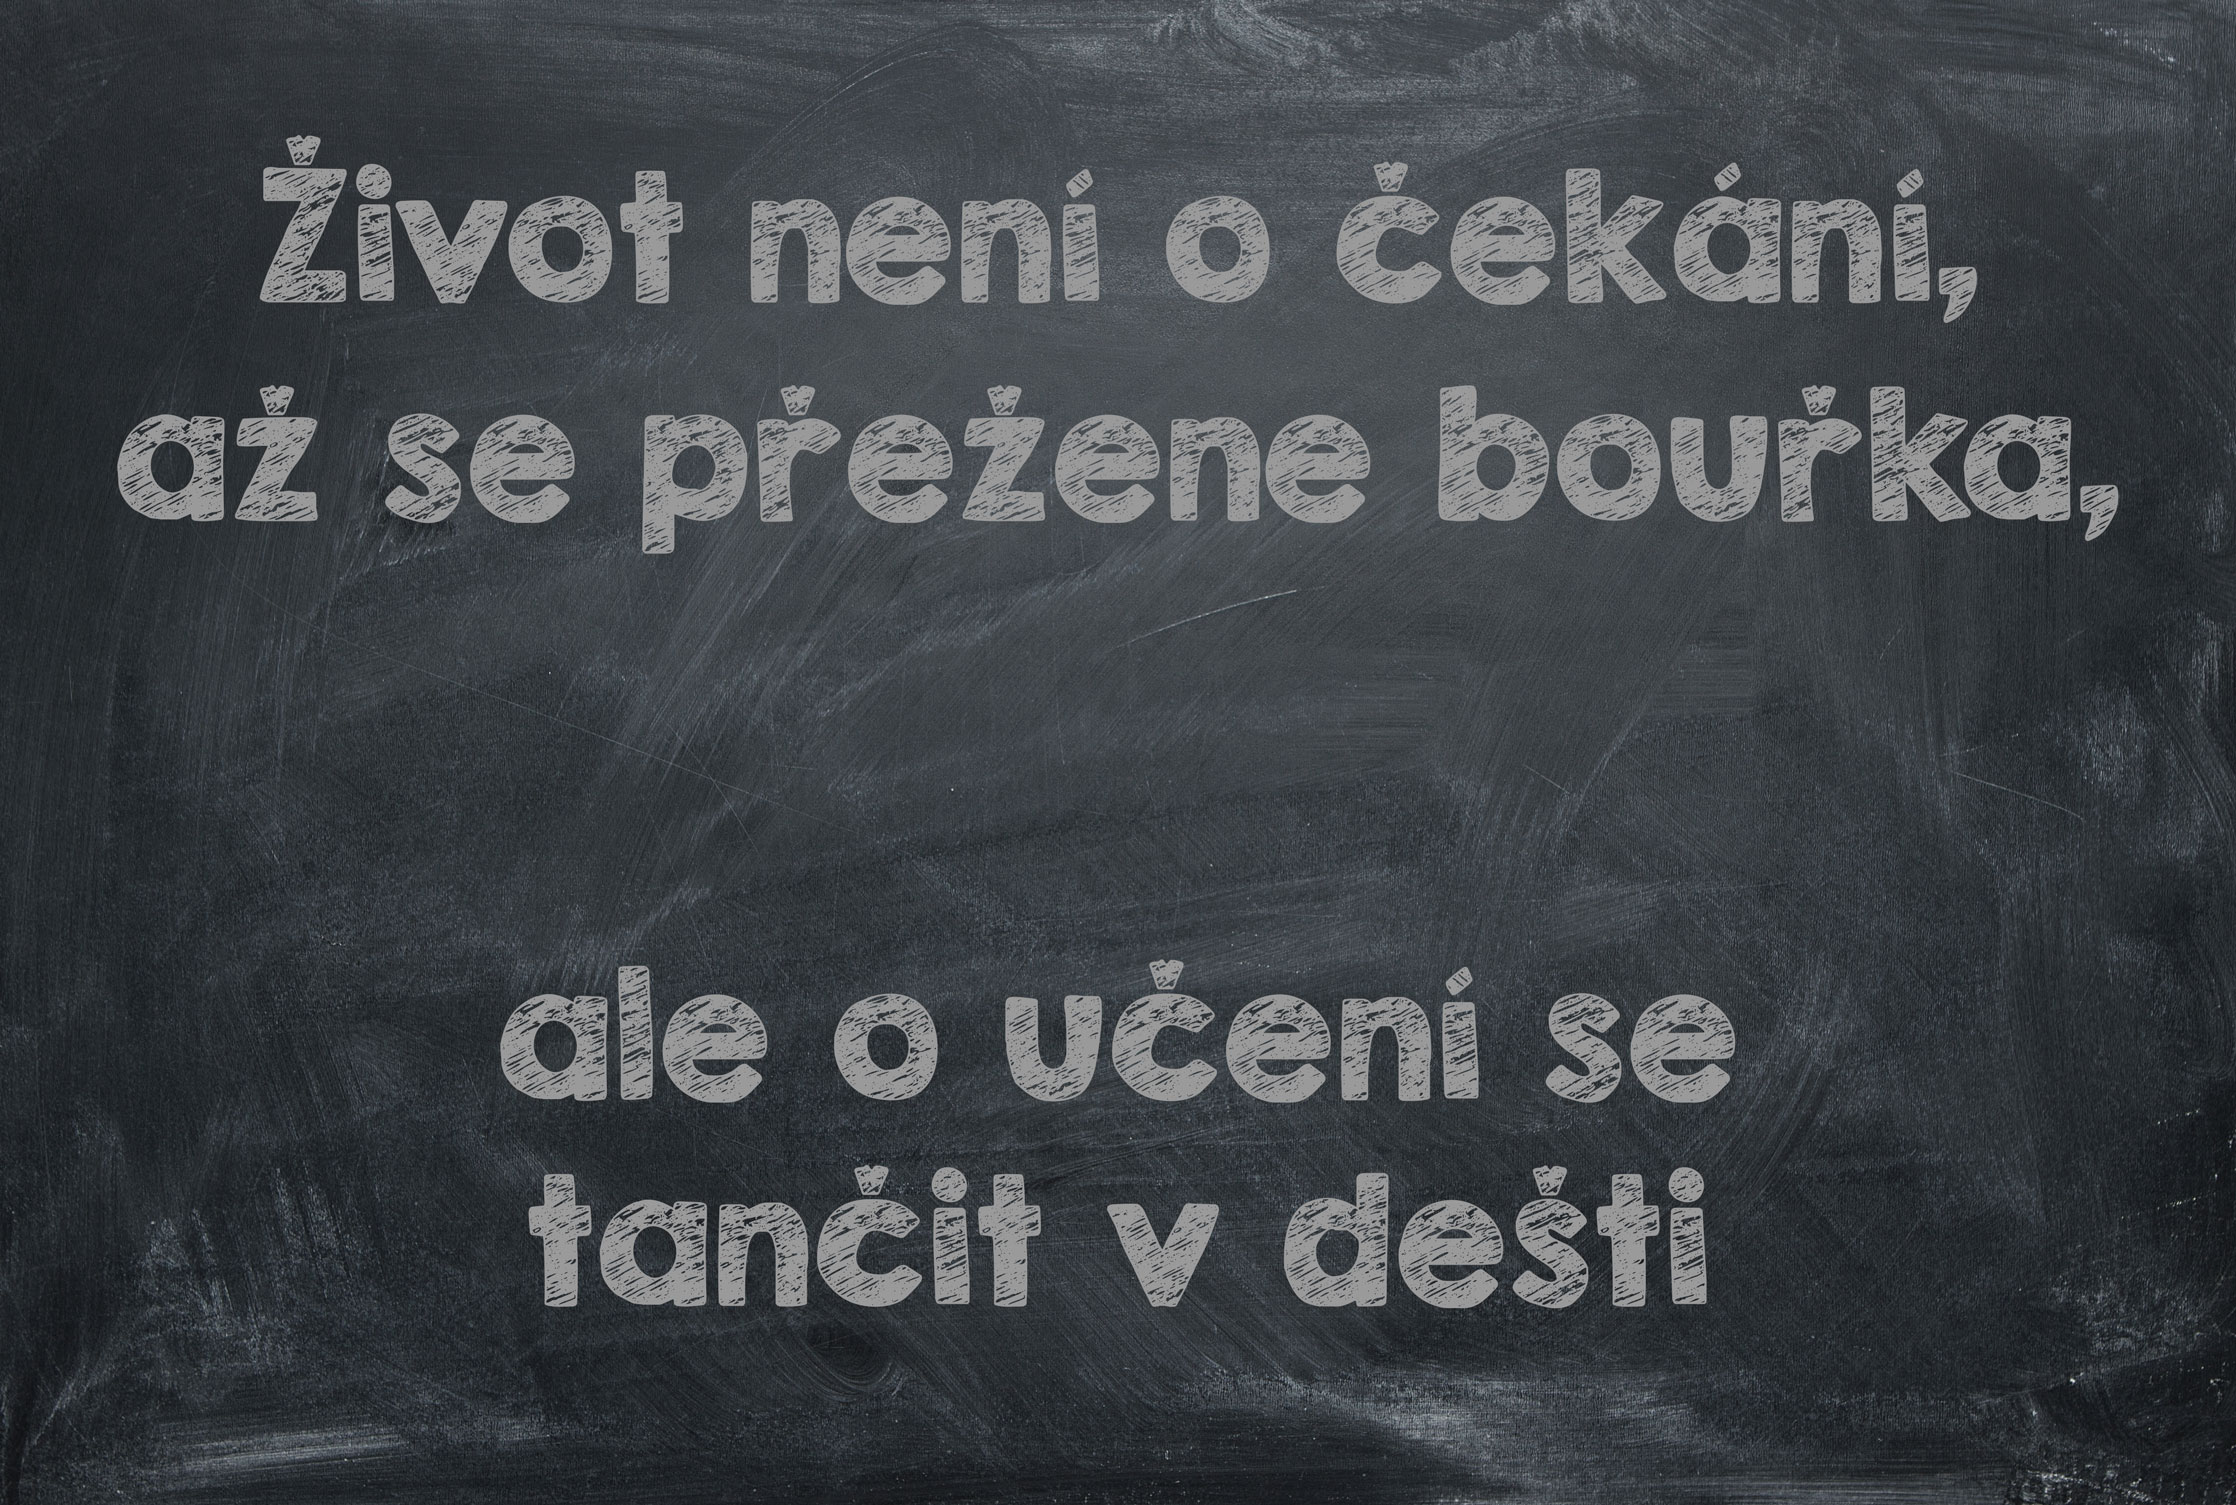 Život není o čekání,
až se přežene bouřka,
ale o učení se
tančit v dešti